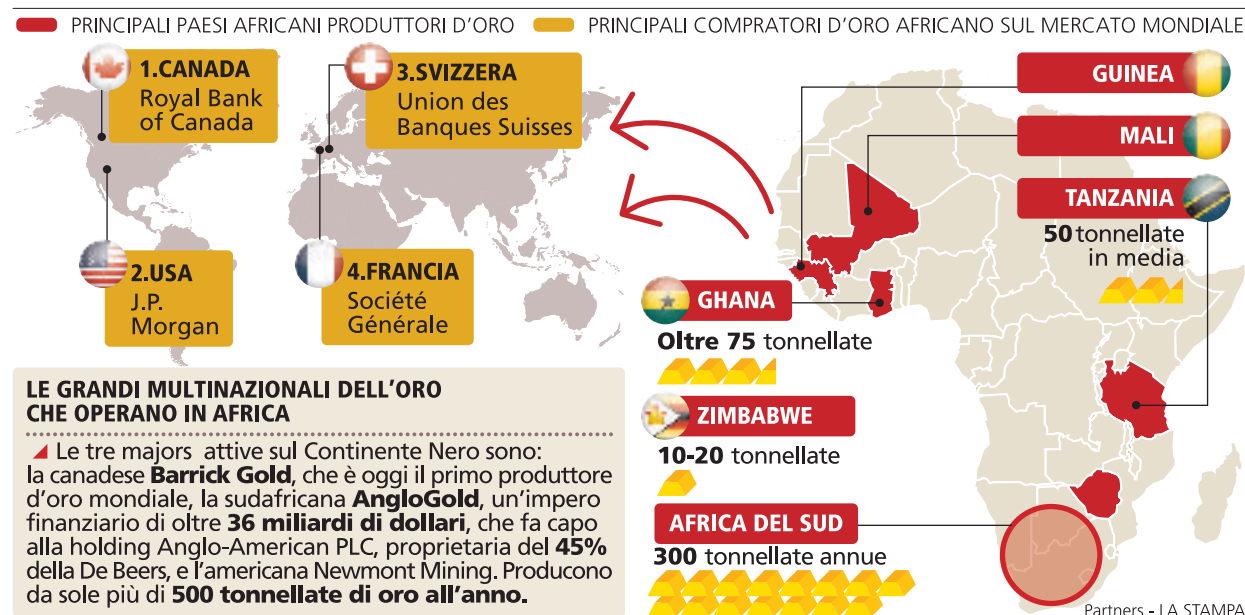 PRINCIPALI PAESI AFRICANI PRODUTTORI D'ORO
PRINCIPALI COMPRATORI D'ORO AFRICANO SUL MERCATO MONDIALE
1.CANADA
Royal Bank
of Canada
3.SVIZZERA
Union des
Banques Suisses
2.USA
J.P.
Morgan
4.FRANCIA
Société
Générale
GUINEA
MALI
TANZANIA
50 tonnellate
in media
GHANA
Oltre 75 tonnellate
ZIMBABWE
10-20 tonnellate
AFRICA DEL SUD
300 tonnellate annue
LE GRANDI MULTINAZIONALI DELL'ORO
CHE OPERANO IN AFRICA
Le tre majors attive sul Continente Nero sono:
la canadese Barrick Gold, che è oggi il primo produttore
d'oro mondiale, la sudafricana AngloGold, un'impero
finanziario di oltre 36 miliardi di dollari, che fa capo
alla holding Anglo-American PLC, proprietaria del 45%
della De Beers, e l'americana Newmont Mining. Producono
da sole più di 500 tonnellate di oro all'anno.
Partners - LA STAMPA